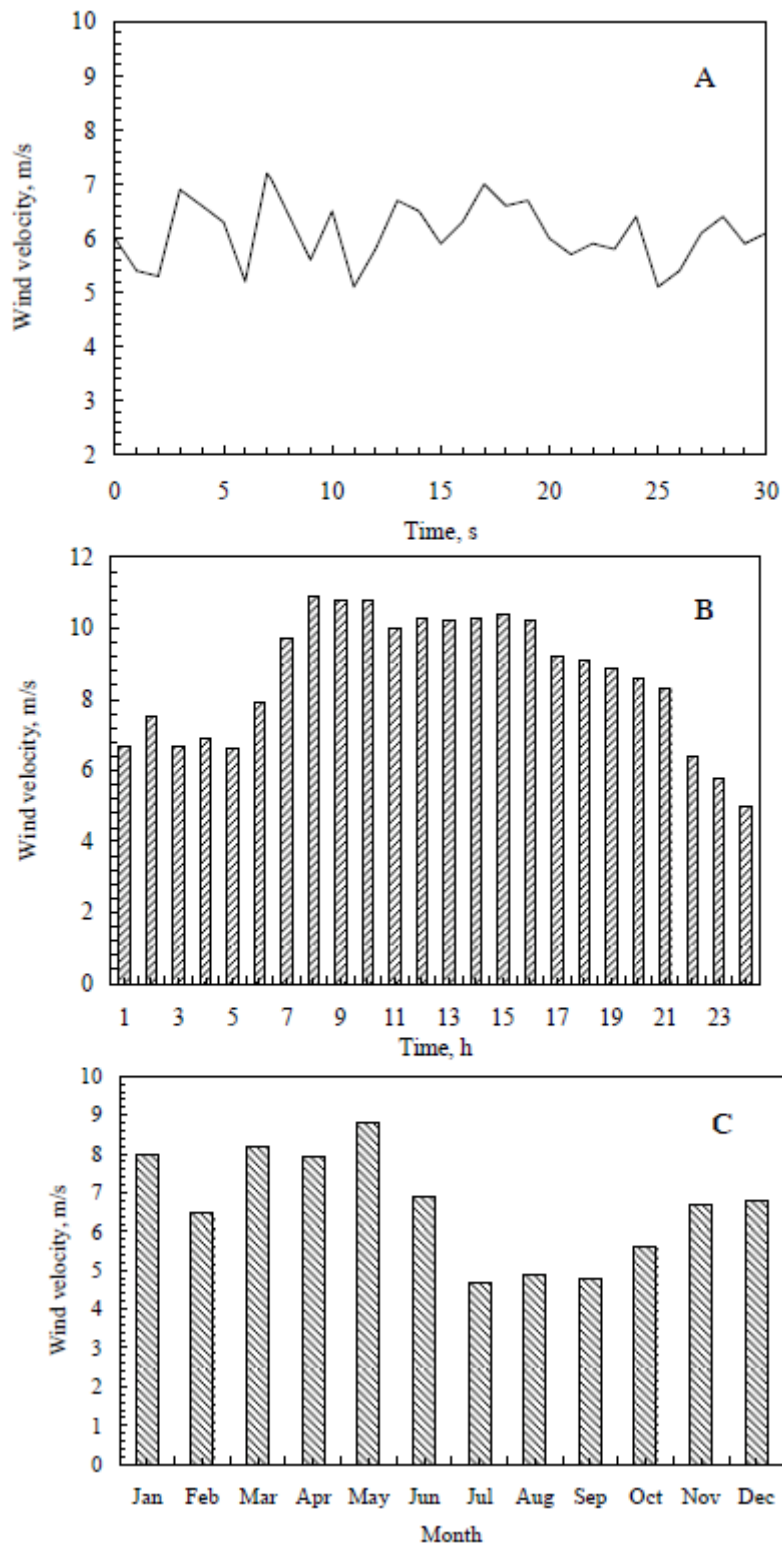 A
Wind velocity, m/s
10
9
8
7
6
5
4
3
2
0 5 10 15 20 25 30
Time, s
B
Wind velocity, m/s
12
10
8
6
4
2
0
1 3 5 7 9 11 13 15 17 19 21 23
Time, h
C
Wind velocity, m/s
10
9
8
7
6
5
4
3
2
1
0
Jan Feb Mar Apr May Jun Jul Aug Sep Oct Nov Dec
Month